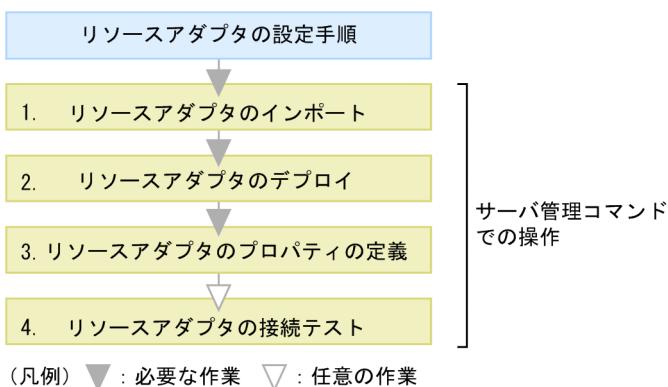 リソースアダプタの設定手順
1. リソースアダプタのインポート
2. リソースアダプタのデプロイ
3. リソースアダプタのプロパティの定義
4. リソースアダプタの接続テスト
サーバ管理コマンド
での操作
(凡例) ▼ : 必要な作業 ▽ : 任意の作業